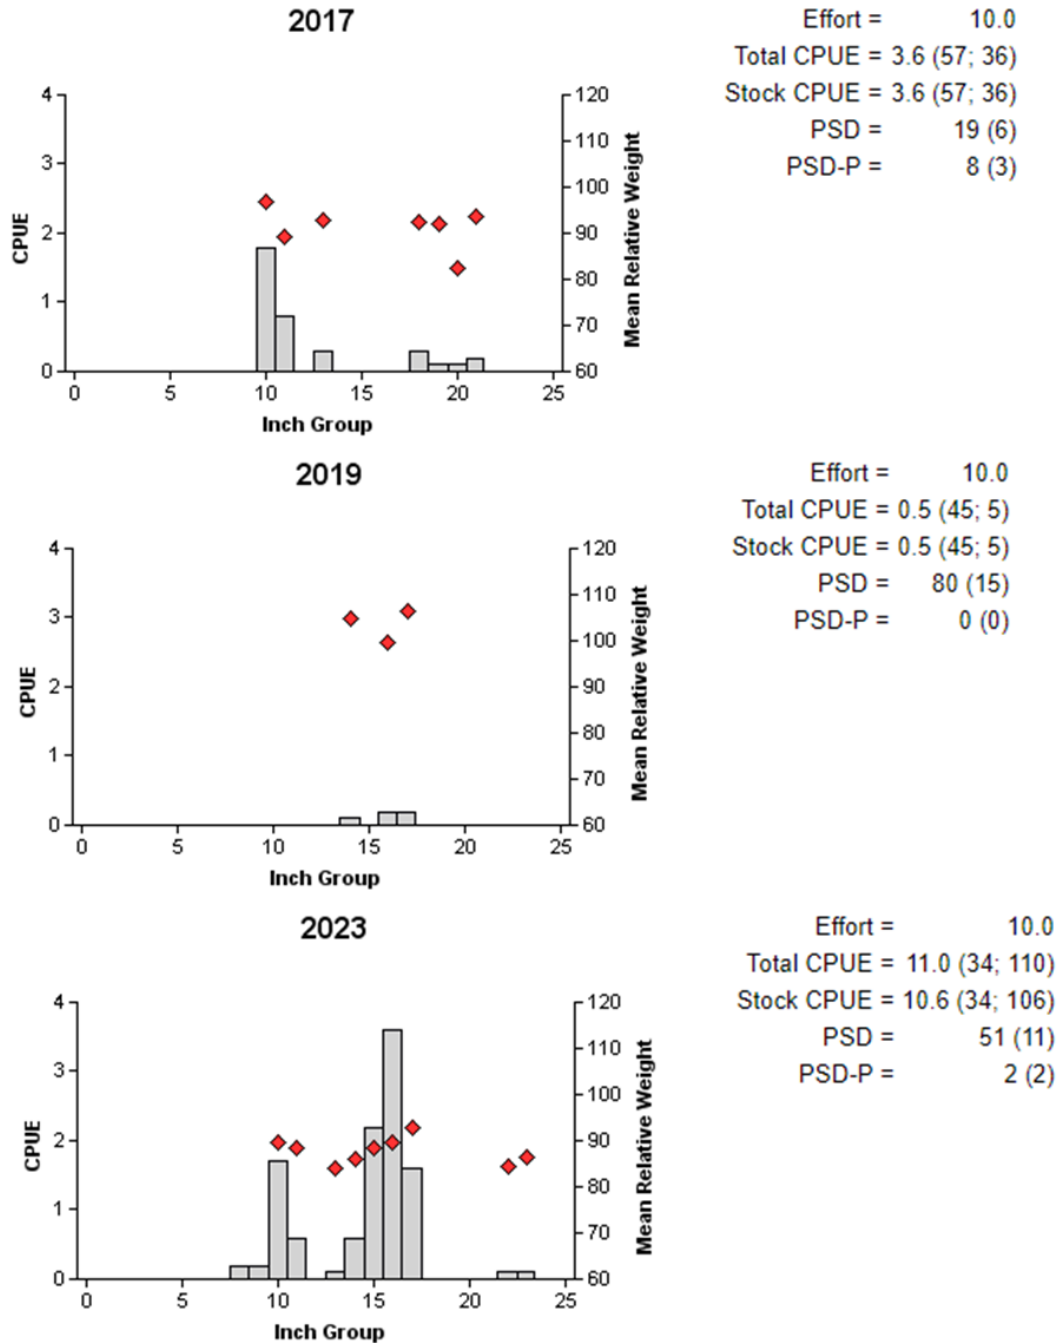 2017
Effort = 10.0
Total CPUE = 3.6 (57; 36)
Stock CPUE = 3.6 (57; 36)
PSD = 19 (6)
PSD-P = 8 (3)
4
3
2
1
0
CPUE
120
110
100
90
80
70
60
Mean Relative Weight
0 5 10 15 20 25
Inch Group
2019
Effort = 10.0
Total CPUE = 0.5 (45; 5)
Stock CPUE = 0.5 (45; 5)
PSD = 80 (15)
PSD-P = 0 (0)
4
3
2
1
0
CPUE
120
110
100
90
80
70
60
Mean Relative Weight
0 5 10 15 20 25
Inch Group
2023
Effort = 10.0
Total CPUE = 11.0 (34; 110)
Stock CPUE = 10.6 (34; 106)
PSD = 51 (11)
PSD-P = 2 (2)
4
3
2
1
0
CPUE
120
110
100
90
80
70
60
Mean Relative Weight
0 5 10 15 20 25
Inch Group